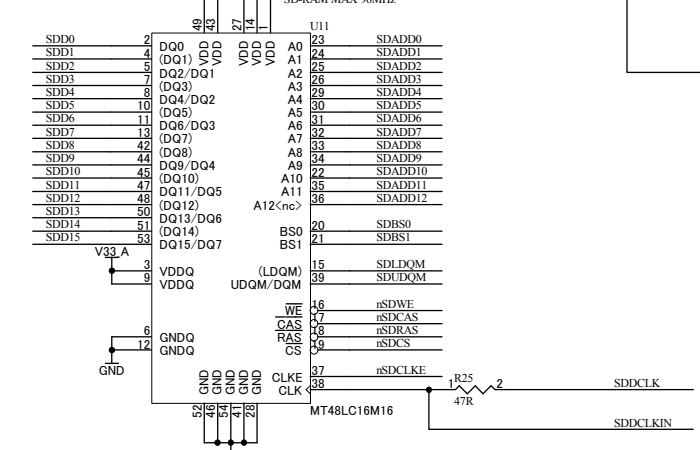 SD-RAM MAX 96MHz
49 43 27 14 1
U11
SDD0 2 DQ0 VDD VDD VDD VDD VDD A0 23 SDADD0
SDD1 4 (DQ1) A1 24 SDADD1
SDD2 5 DQ2/DQ1 A2 25 SDADD2
SDD3 7 (DQ3) A3 26 SDADD3
SDD4 8 DQ4/DQ2 A4 29 SDADD4
SDD5 10 (DQ5) A5 30 SDADD5
SDD6 11 DQ6/DQ3 A6 31 SDADD6
SDD7 13 (DQ7) A7 32 SDADD7
SDD8 42 (DQ8) A8 33 SDADD8
SDD9 44 DQ9/DQ4 A9 34 SDADD9
SDD10 45 (DQ10) A10 22 SDADD10
SDD11 47 DQ11/DQ5 A11 35 SDADD11
SDD12 48 (DQ12) A12<nc> 36 SDADD12
SDD13 50 DQ13/DQ6
SDD14 51 (DQ14) BS0 20 SDBS0
SDD15 53 DQ15/DQ7 BS1 21 SDBS1
V33_A
3 VDDQ (LDQM) 15 SDLDQM
9 VDDQ UDQM/DQM 39 SDUDQM
WE 16 nSDWE
CAS 17 nSDCAS
6 GNDQ RAS 18 nSDRAS
12 GNDQ CS 19 nSDCS
GND
GND GND GND GND GND
CLKE 37 nSDCLKE
CLK 38 1 R25 2 SDDCLK
47R
52 46 54 41 28
MT48LC16M16
SDDCLKIN